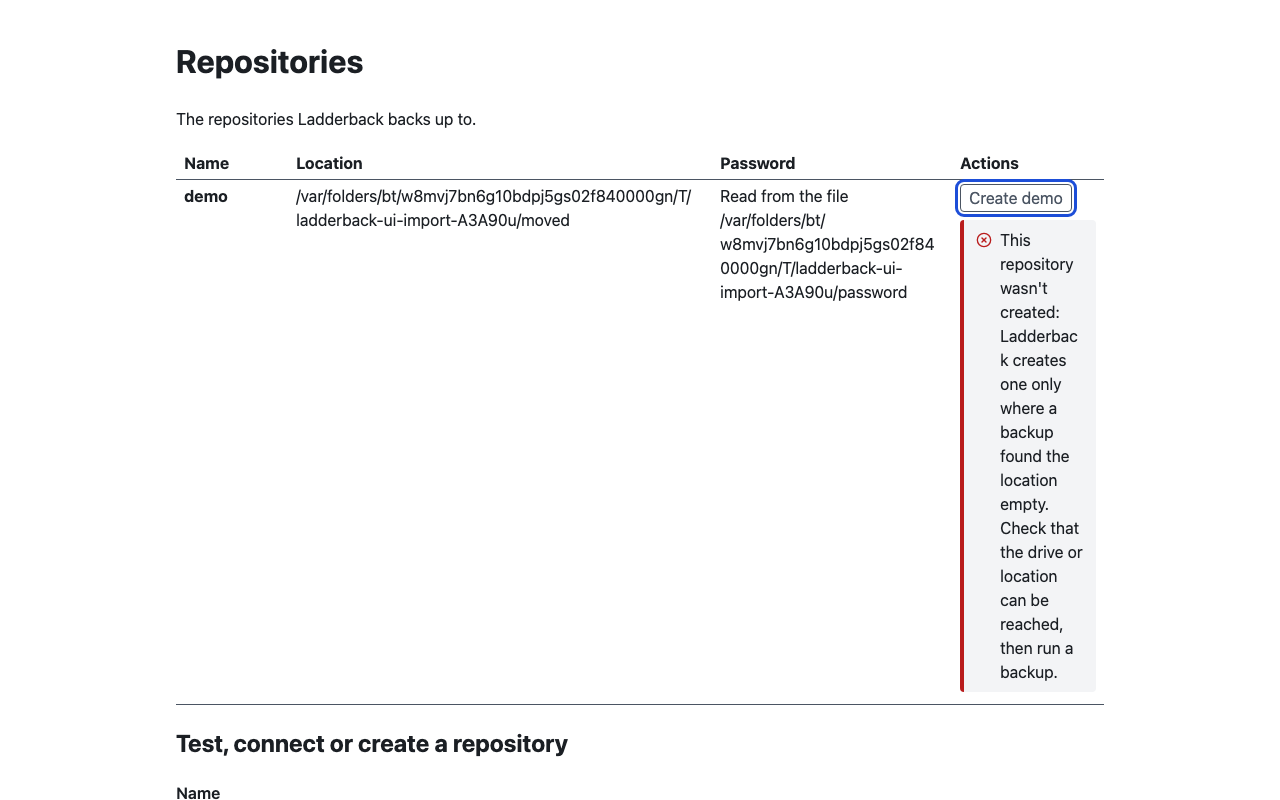 Repositories
The repositories Ladderback backs up to.
Name Location Password Actions
demo
/var/folders/bt/w8mvj7bn6g10bdpj5gs02f840000gn/T/
ladderback-ui-import-A3A90u/moved
Read from the file
/var/folders/bt/
w8mvj7bn6g10bdpj5gs02f84
0000gn/T/ladderback-ui-
import-A3A90u/password
Create demo
This
repository
wasn't
created:
Ladderbac
k creates
one only
where a
backup
found the
location
empty.
Check that
the drive or
location
can be
reached,
then run a
backup.
Test, connect or create a repository
Name